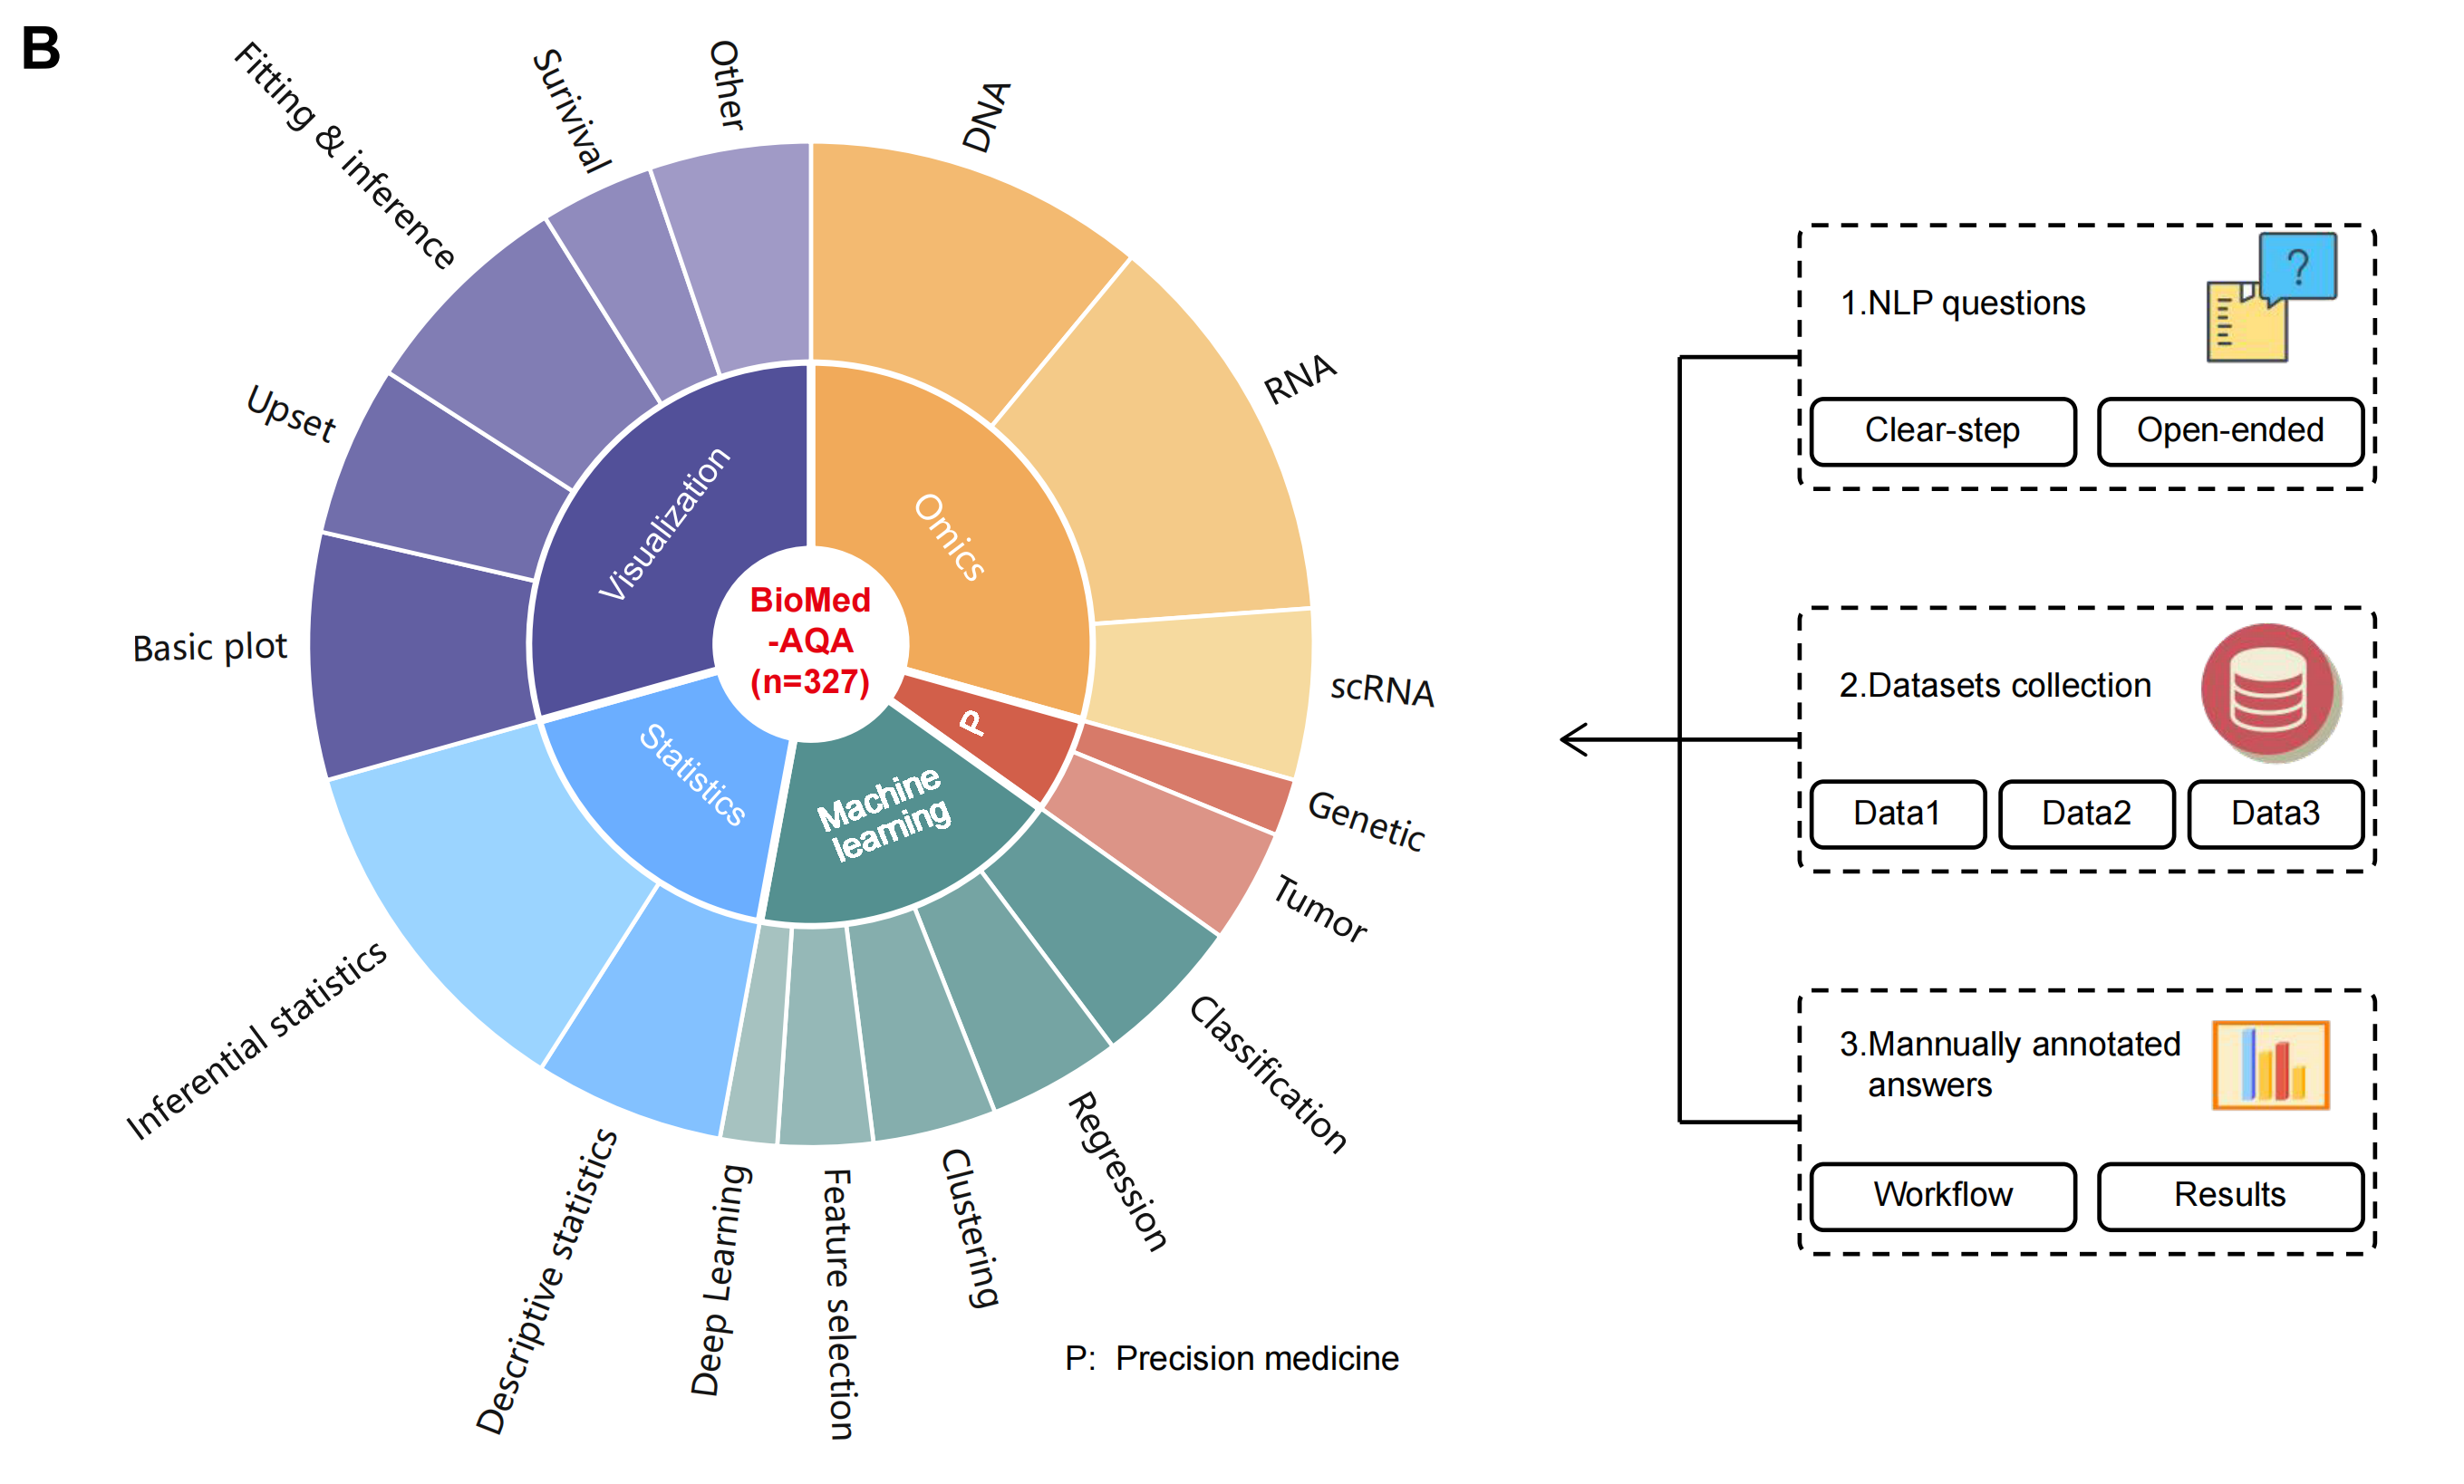 B
Fitting & inference
Surivival
Other
DNA
RNA
scRNA
Genetic
Tumor
Classification
Regression
Clustering
Feature selection
Deep Learning
Descriptive statistics
Inferential statistics
Basic plot
Upset
Visualization
Omics
P
Machine
learning
Statistics
BioMed
-AQA
(n=327)
P: Precision medicine
1.NLP questions
?
Clear-step
Open-ended
2.Datasets collection
Data1
Data2
Data3
3.Mannually annotated
answers
Workflow
Results